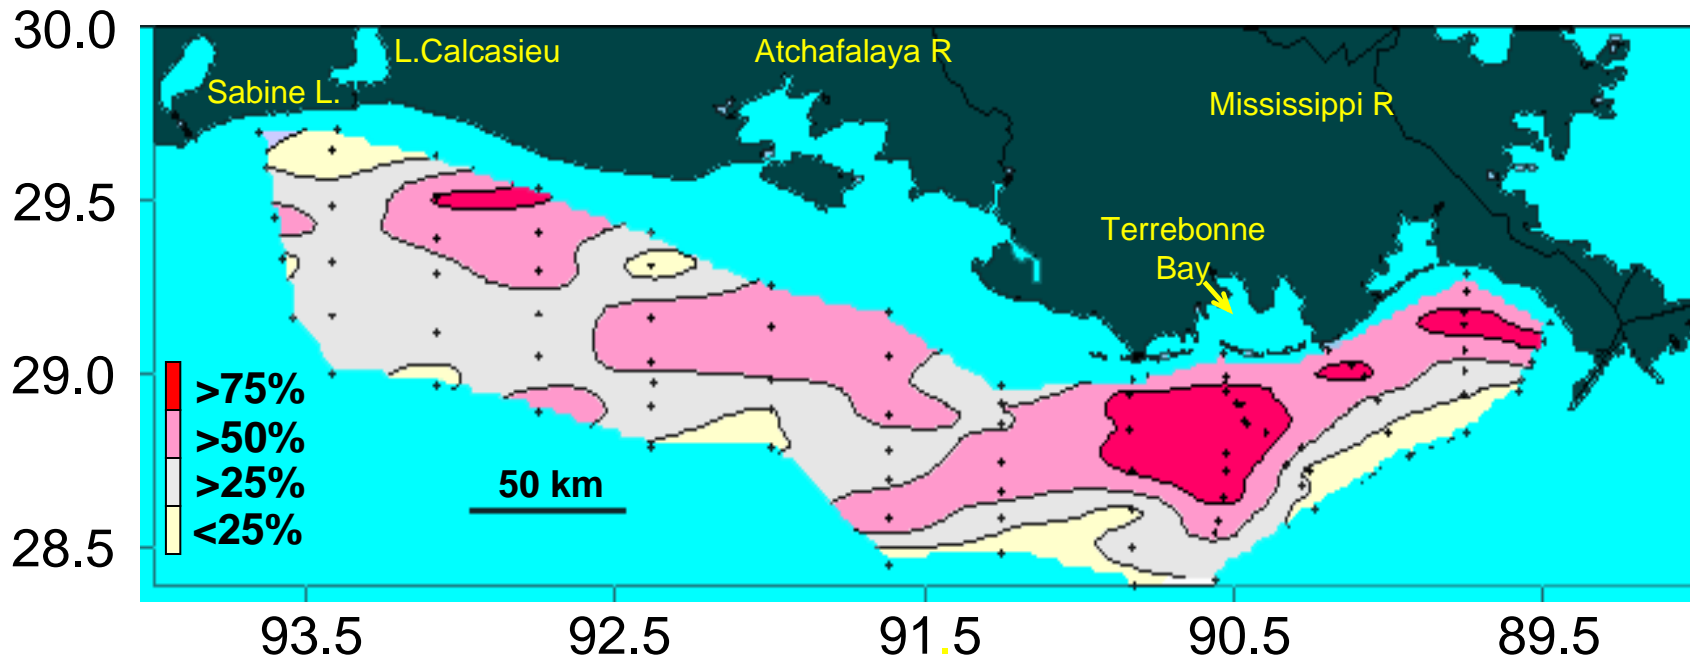 30.0
L.Calcasieu
Atchafalaya R
Sabine L.
Mississippi R
29.5
Terrebonne
Bay
29.0
>75%
>50%
>25%
<25%
50 km
28.5
93.5
92.5
91.5
90.5
89.5